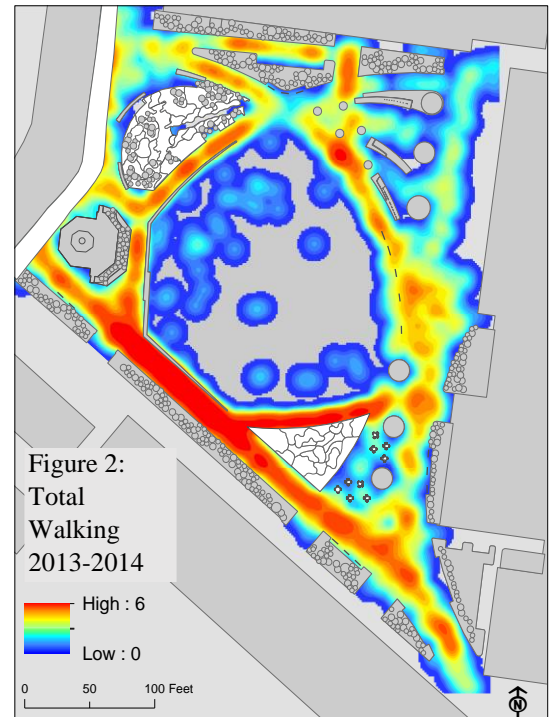 Figure 2:
Total
Walking
2013-2014
High : 6
Low : 0
0 50 100 Feet
N